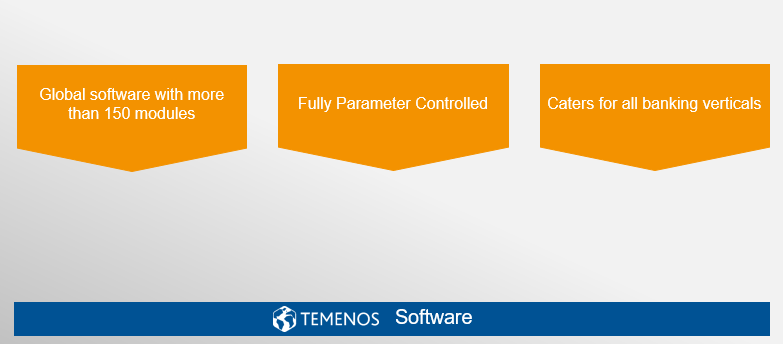 Global software with more
than 150 modules
Fully Parameter Controlled
Caters for all banking verticals
TEMENOS Software